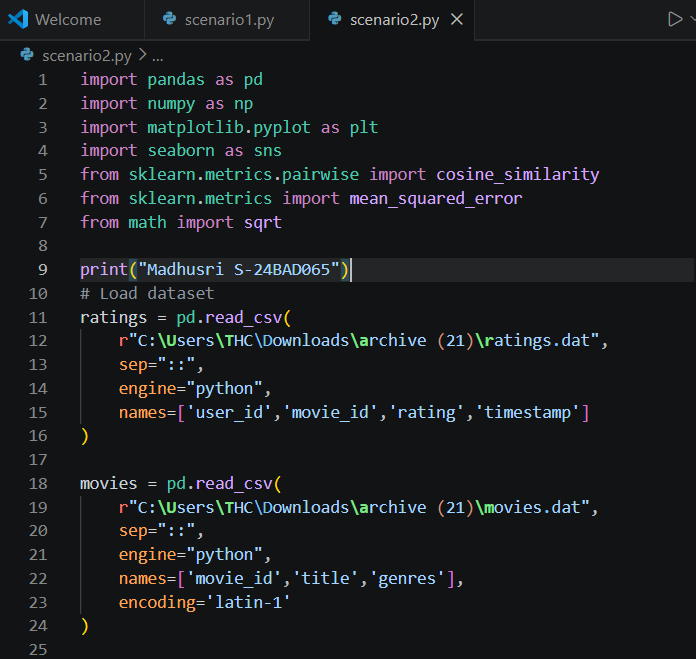 Welcome scenario1.py scenario2.py
scenario2.py > ...
1 import pandas as pd
2 import numpy as np
3 import matplotlib.pyplot as plt
4 import seaborn as sns
5 from sklearn.metrics.pairwise import cosine_similarity
6 from sklearn.metrics import mean_squared_error
7 from math import sqrt
8
9 print("Madhusri S-24BAD065")
10 # Load dataset
11 ratings = pd.read_csv(
12     r"C:\Users\THC\Downloads\archive (21)\ratings.dat",
13     sep="::",
14     engine="python",
15     names=['user_id','movie_id','rating','timestamp']
16 )
17
18 movies = pd.read_csv(
19     r"C:\Users\THC\Downloads\archive (21)\movies.dat",
20     sep="::",
21     engine="python",
22     names=['movie_id','title','genres'],
23     encoding='latin-1'
24 )
25